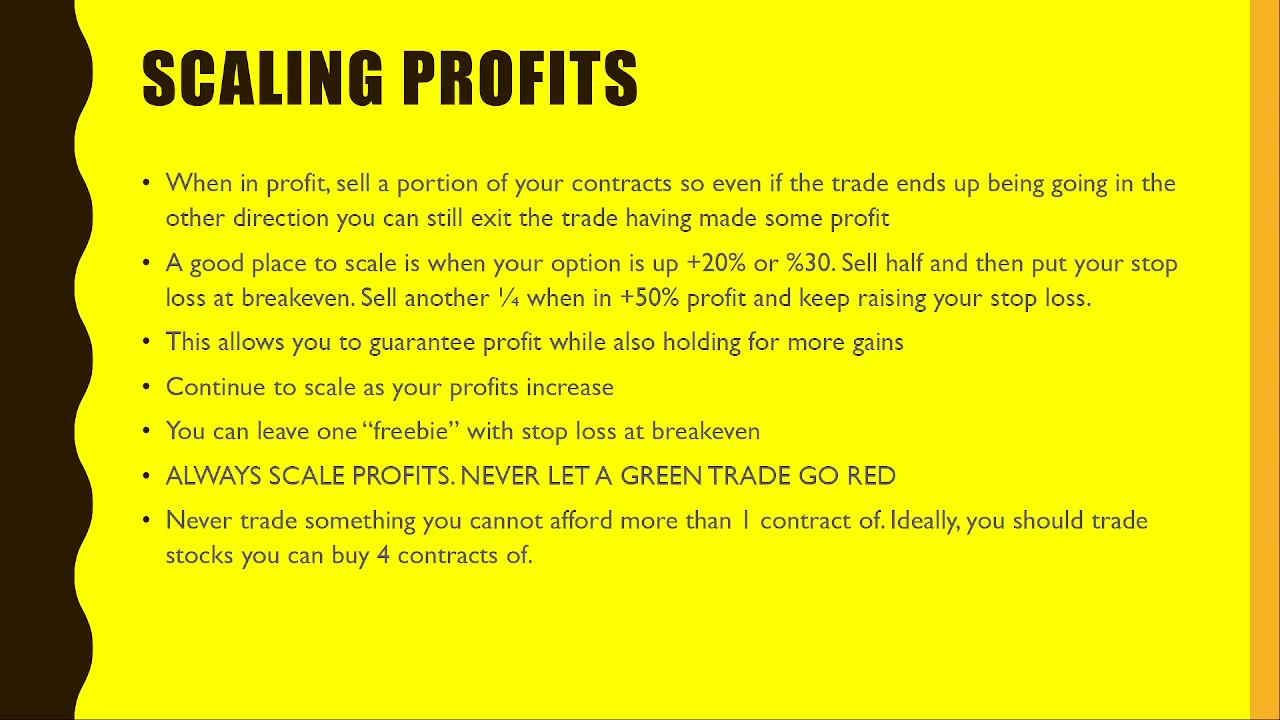 SCALING PROFITS
• When in profit, sell a portion of your contracts so even if the trade ends up being going in the
other direction you can still exit the trade having made some profit
• A good place to scale is when your option is up +20% or %30. Sell half and then put your stop
loss at breakeven. Sell another ¼ when in +50% profit and keep raising your stop loss.
• This allows you to guarantee profit while also holding for more gains
• Continue to scale as your profits increase
• You can leave one “freebie” with stop loss at breakeven
• ALWAYS SCALE PROFITS. NEVER LET A GREEN TRADE GO RED
• Never trade something you cannot afford more than 1 contract of. Ideally, you should trade
stocks you can buy 4 contracts of.